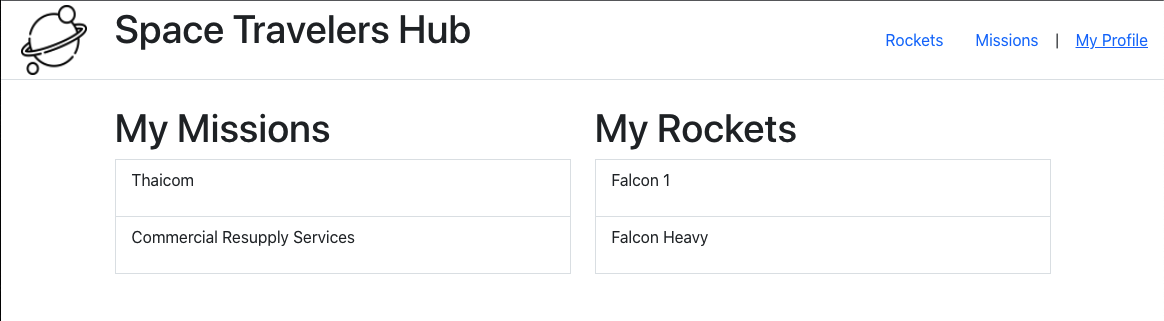 Space Travelers Hub
Rockets Missions | My Profile
My Missions
Thaicom
Commercial Resupply Services
My Rockets
Falcon 1
Falcon Heavy